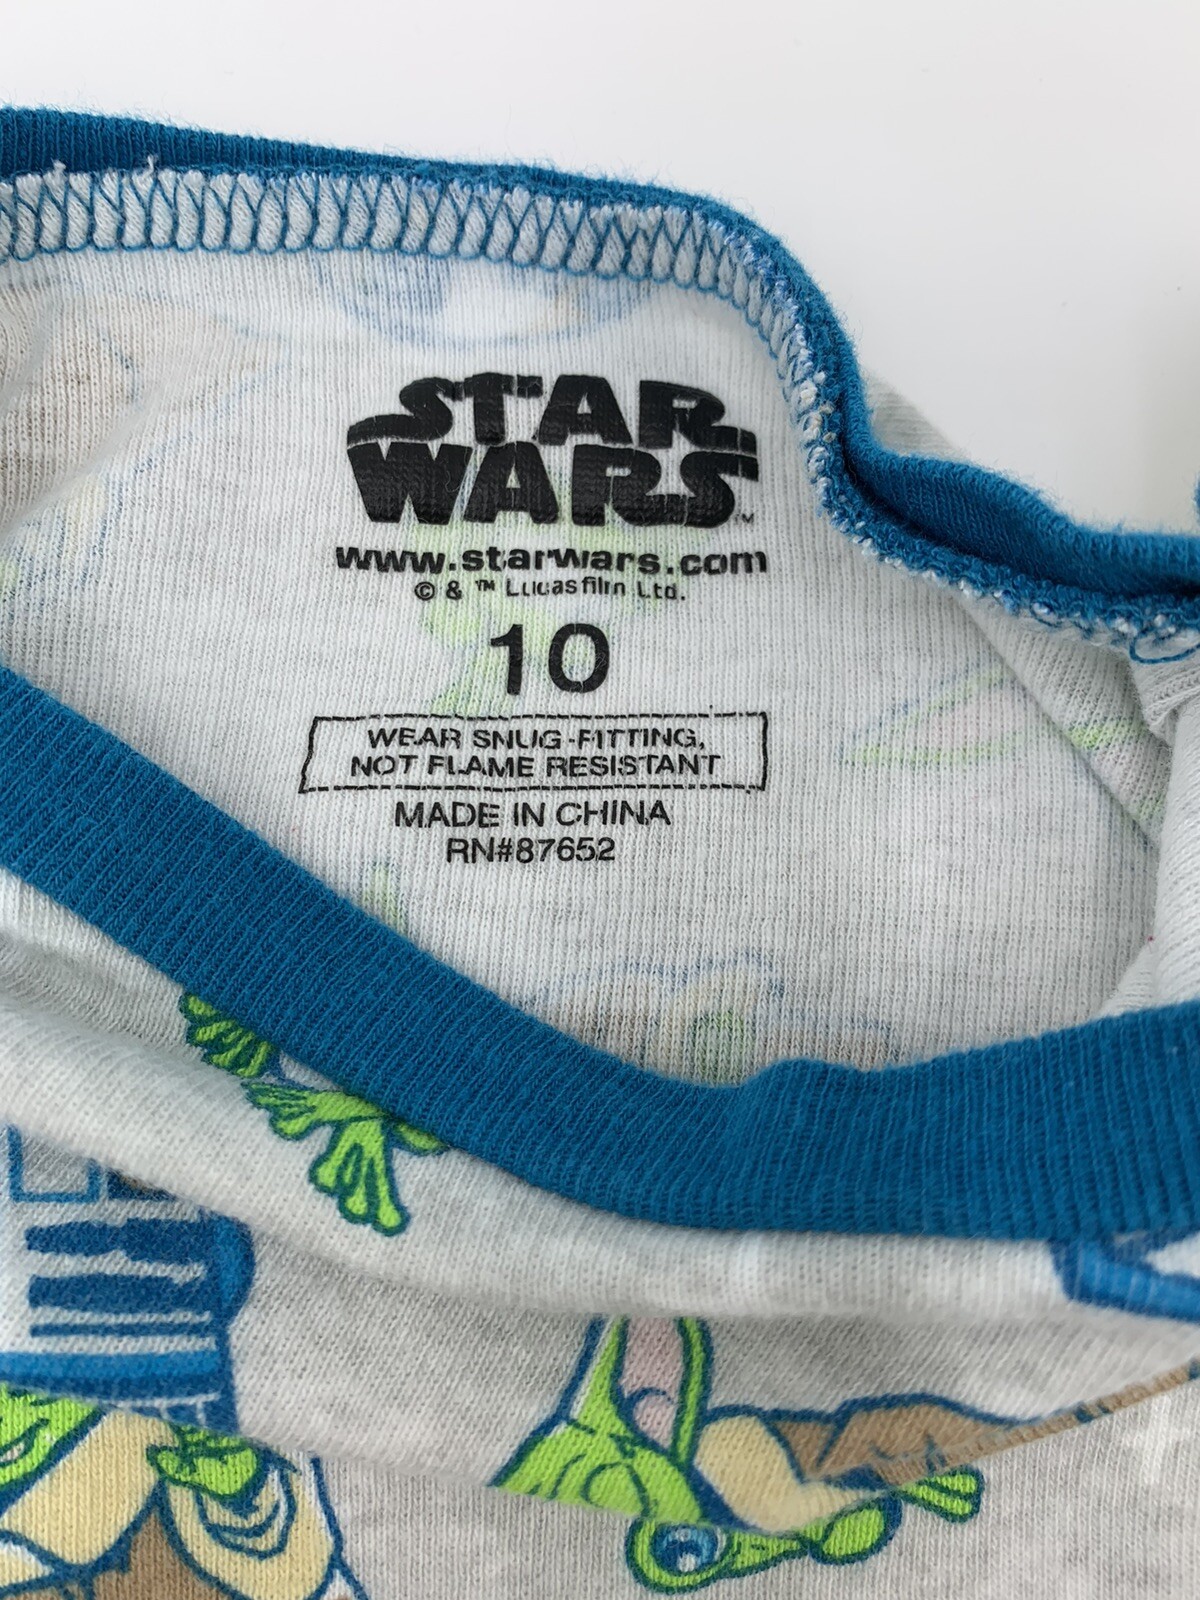 STAR
WARS™
www.starwars.com
© & ™ Lucasfilm Ltd.
10
WEAR SNUG-FITTING,
NOT FLAME RESISTANT
MADE IN CHINA
RN#87652